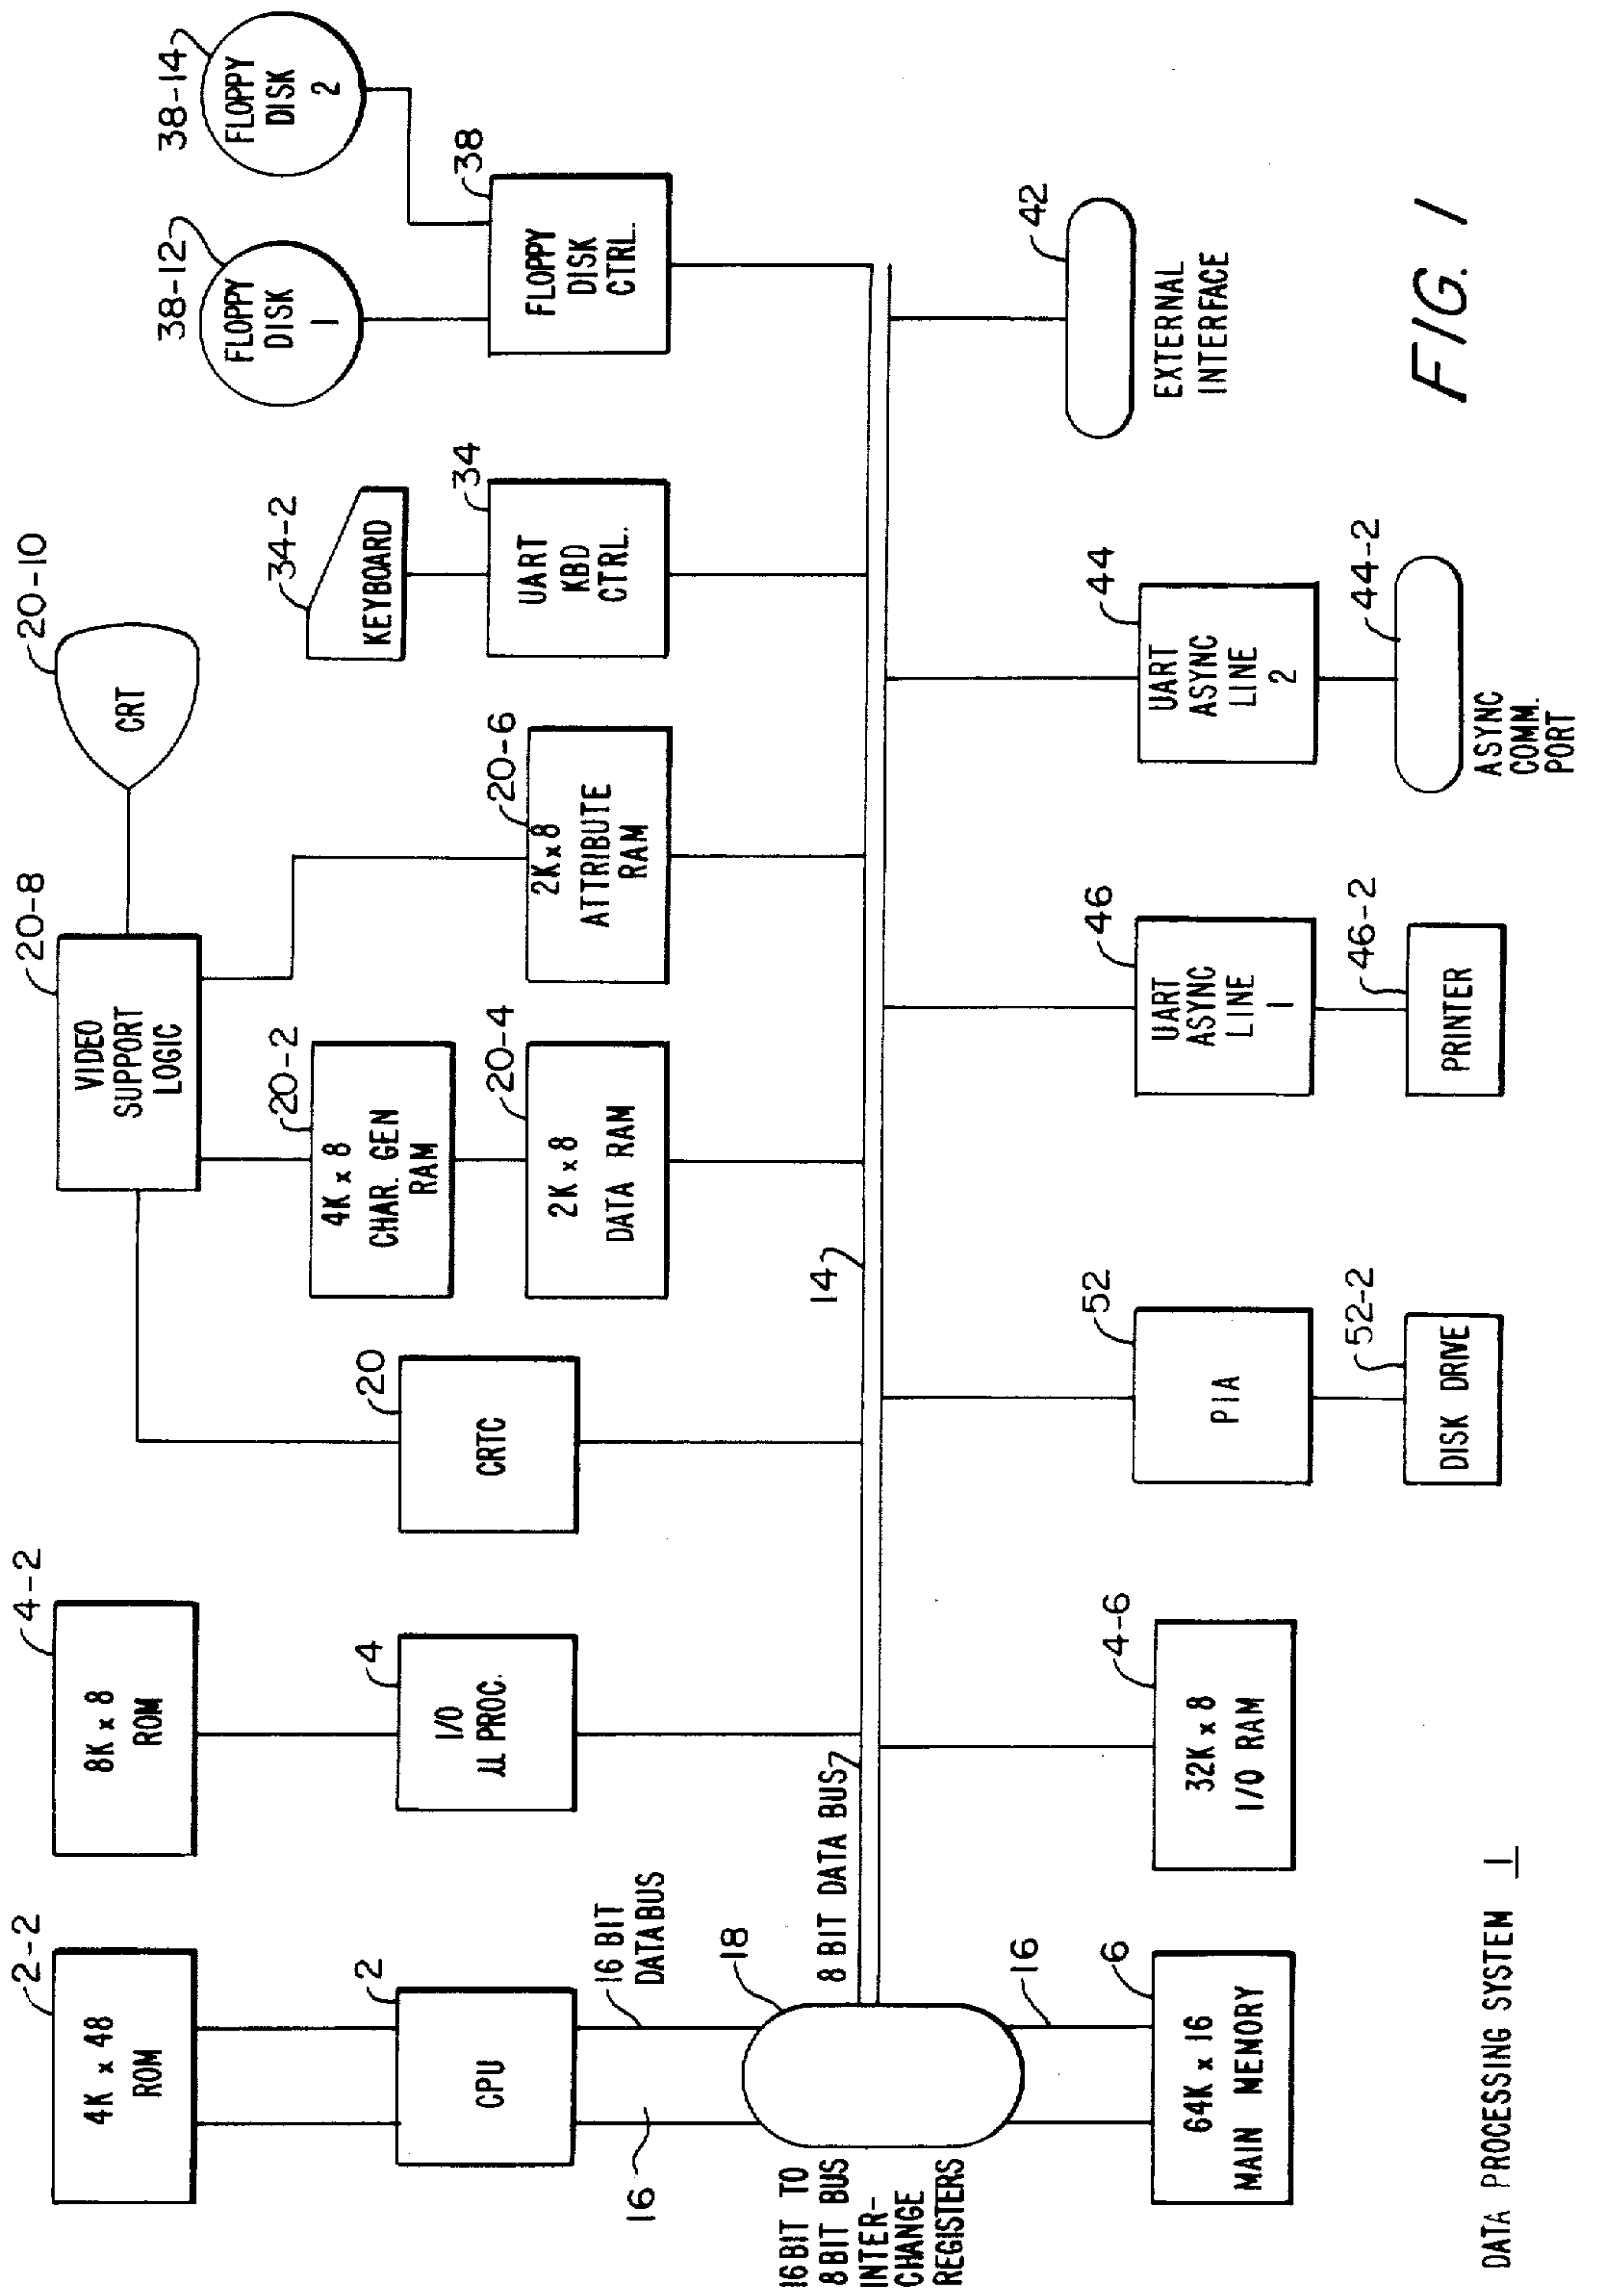 2-2
4K x 48
ROM
4-2
8K x 8
ROM
20-8
VIDEO
SUPPORT
LOGIC
20-10
CRT
38-12
FLOPPY
DISK
1
38-14
FLOPPY
DISK
2
2
CPU
4
I/O
µ PROC.
20
CRTC
20-2
4K x 8
CHAR. GEN
RAM
20-4
2K x 8
DATA RAM
20-6
2K x 8
ATTRIBUTE
RAM
34-2
KEYBOARD
34
UART
KBD
CTRL.
38
FLOPPY
DISK
CTRL.
16
16 BIT
DATA BUS
18
16 BIT TO
8 BIT BUS
INTER-
CHANGE
REGISTERS
8 BIT DATA BUS
14
16
6
64K x 16
MAIN MEMORY
4-6
32K x 8
I/O RAM
52
PIA
52-2
DISK DRIVE
46
UART
ASYNC
LINE
1
46-2
PRINTER
44
UART
ASYNC
LINE
2
44-2
ASYNC
COMM.
PORT
42
EXTERNAL
INTERFACE
DATA PROCESSING SYSTEM 1
FIG. 1